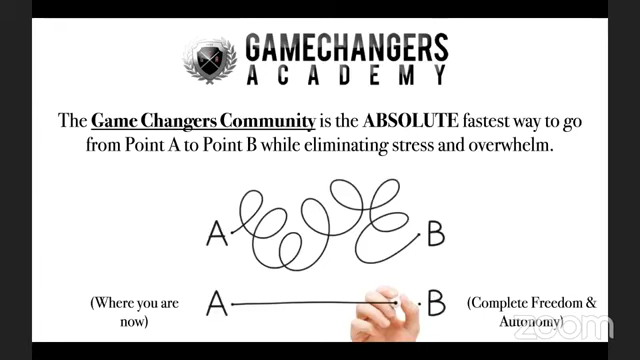 GAMECHANGERS
ACADEMY
The Game Changers Community is the ABSOLUTE fastest way to go
from Point A to Point B while eliminating stress and overwhelm.
A B
(Where you are
now)
A B
(Complete Freedom &
Autonomy)
zoom